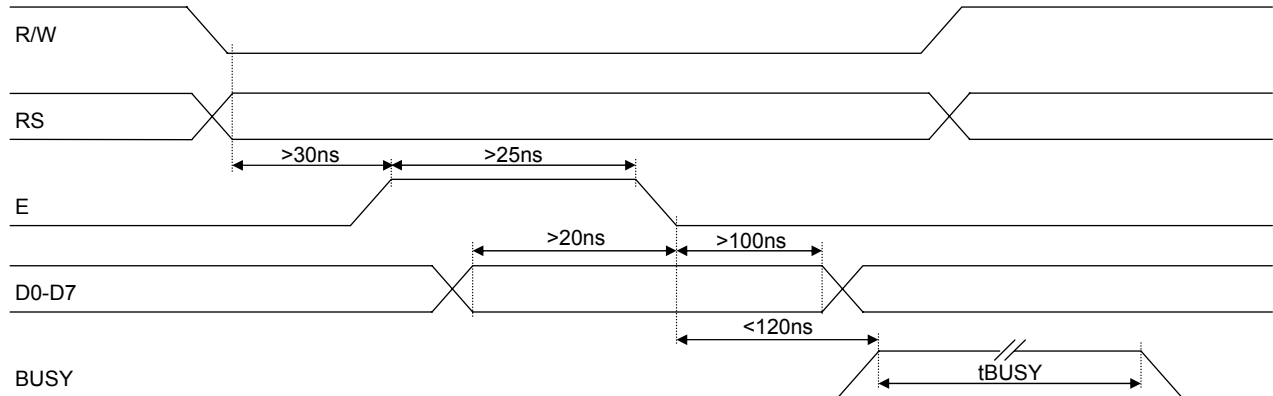 R/W
RS
>30ns >25ns
E
>20ns >100ns
D0-D7
<120ns
tBUSY
BUSY